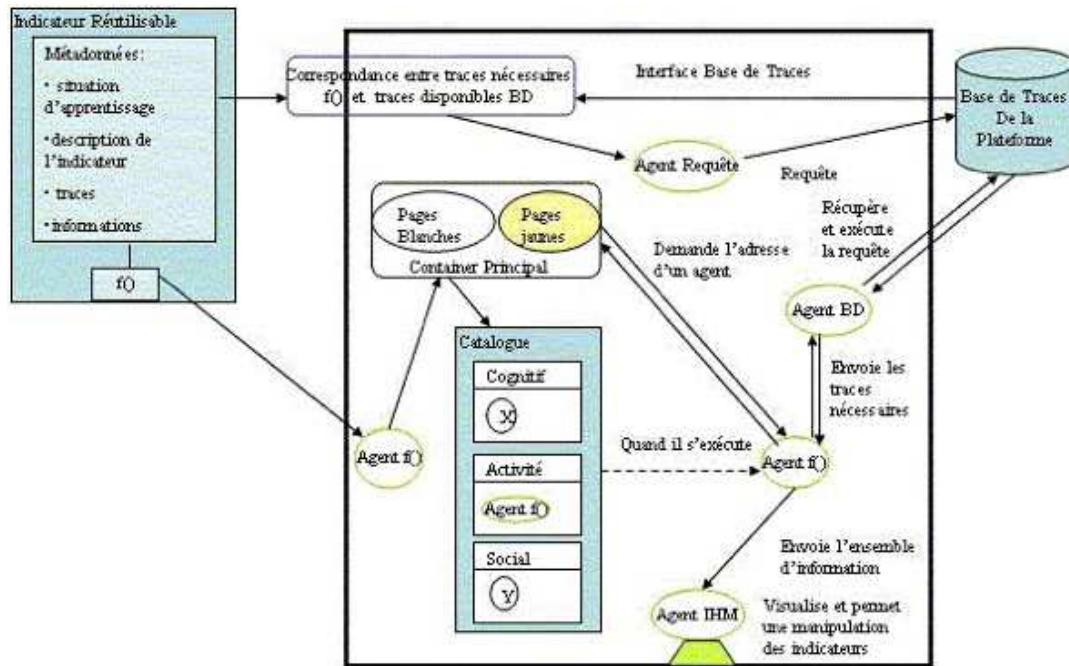 Indicateur Réutilisable
Métadonnées:
• situation
d'apprentissage
•description de
l'indicateur
• traces
•informations
f()
Correspondance entre traces nécessaires
f() et traces disponibles BD
Interface Base de Traces
Base de Traces
De la
Plateforme
Agent Requête
Requête
Pages
Blanches
Pages
jaunes
Container Principal
Demande l'adresse
d'un agent
Récupère
et exécute
la requête
Agent BD
Envoie les
traces
nécessaires
Catalogue
Cognitif
X
Activité
Agent f()
Social
Y
Agent f()
Quand il s'exécute
Agent f()
Envoie l'ensemble
d'information
Agent IHM
Visualise et permet
une manipulation
des indicateurs